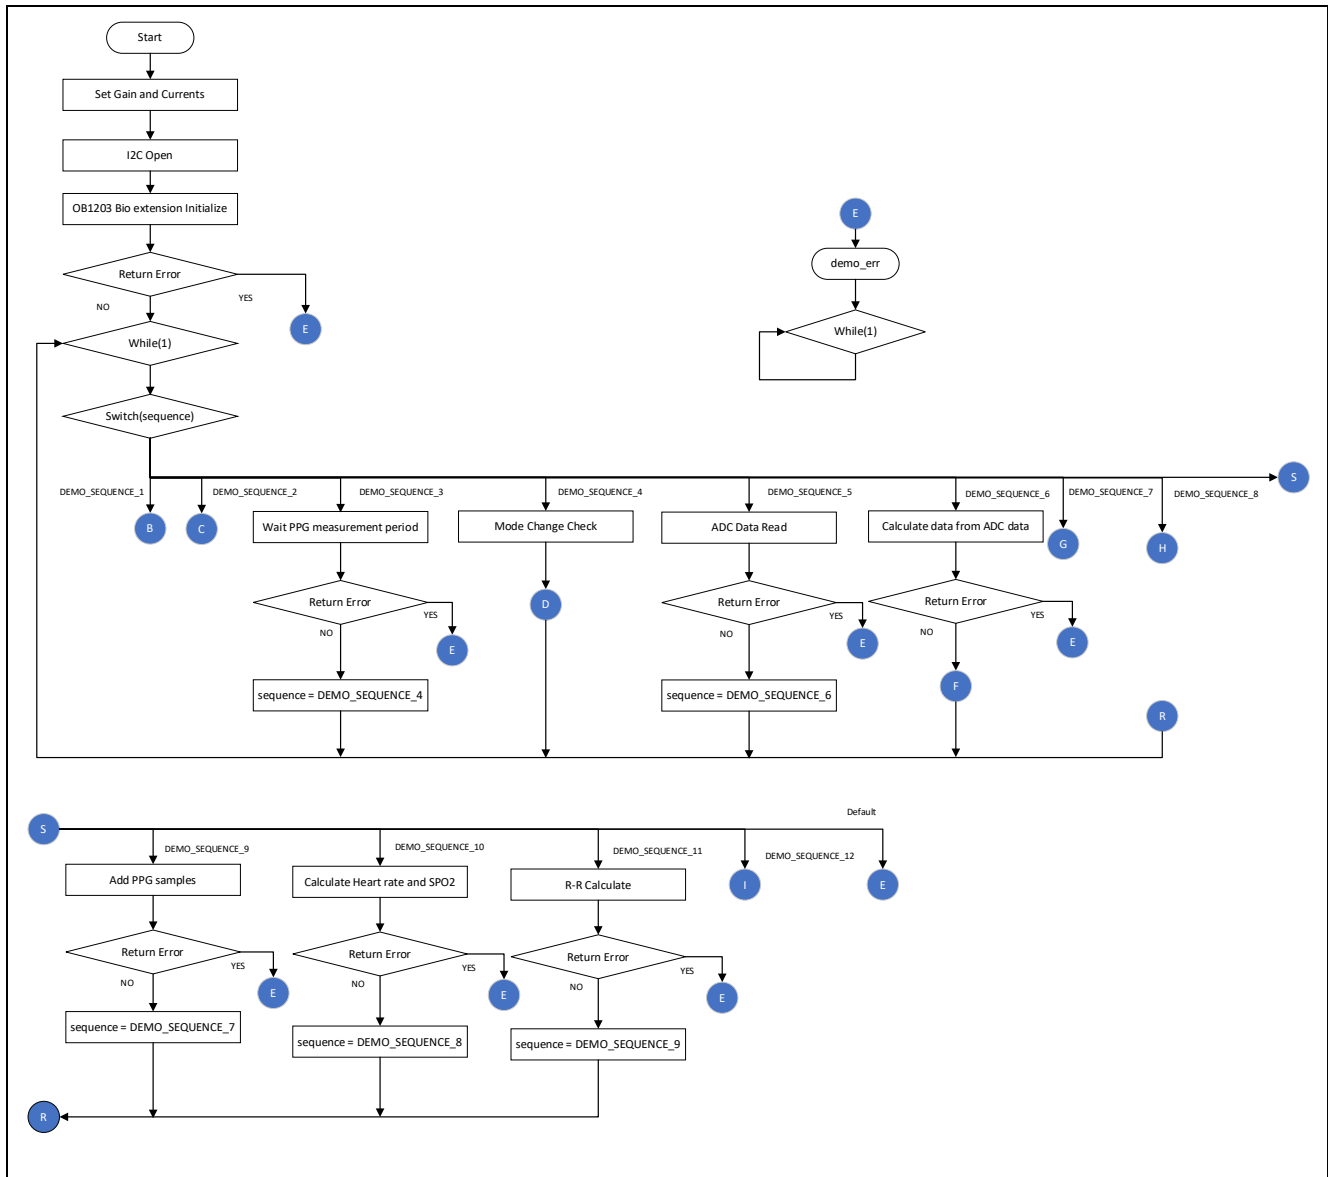 Start
Set Gain and Currents
I2C Open
OB1203 Bio extension Initialize
Return Error
NO
YES
E
While(1)
Switch(sequence)
E
demo_err
While(1)
DEMO_SEQUENCE_1
DEMO_SEQUENCE_2
DEMO_SEQUENCE_3
DEMO_SEQUENCE_4
DEMO_SEQUENCE_5
DEMO_SEQUENCE_6
DEMO_SEQUENCE_7
DEMO_SEQUENCE_8
S
B
C
Wait PPG measurement period
Return Error
YES
NO
E
sequence = DEMO_SEQUENCE_4
Mode Change Check
D
ADC Data Read
Return Error
YES
NO
E
sequence = DEMO_SEQUENCE_6
Calculate data from ADC data
Return Error
YES
NO
E
F
G
H
R
S
Default
DEMO_SEQUENCE_9
DEMO_SEQUENCE_10
DEMO_SEQUENCE_11
DEMO_SEQUENCE_12
Add PPG samples
Return Error
YES
NO
E
sequence = DEMO_SEQUENCE_7
Calculate Heart rate and SPO2
Return Error
YES
NO
E
sequence = DEMO_SEQUENCE_8
R-R Calculate
Return Error
YES
NO
E
sequence = DEMO_SEQUENCE_9
I
E
R